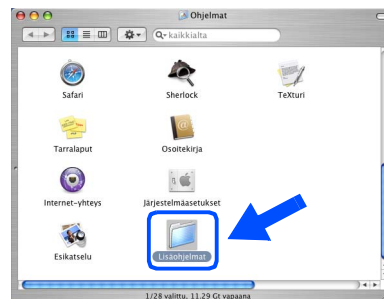 Ohjelmat
kaikkialta
Safari
Sherlock
TeXturi
Tarralaput
Osoitekirja
Internet-yhteys
Järjestelmäasetukset
Esikatselu
Lisäohjelmat
1/28 valittu, 11.29 Gt vapaana